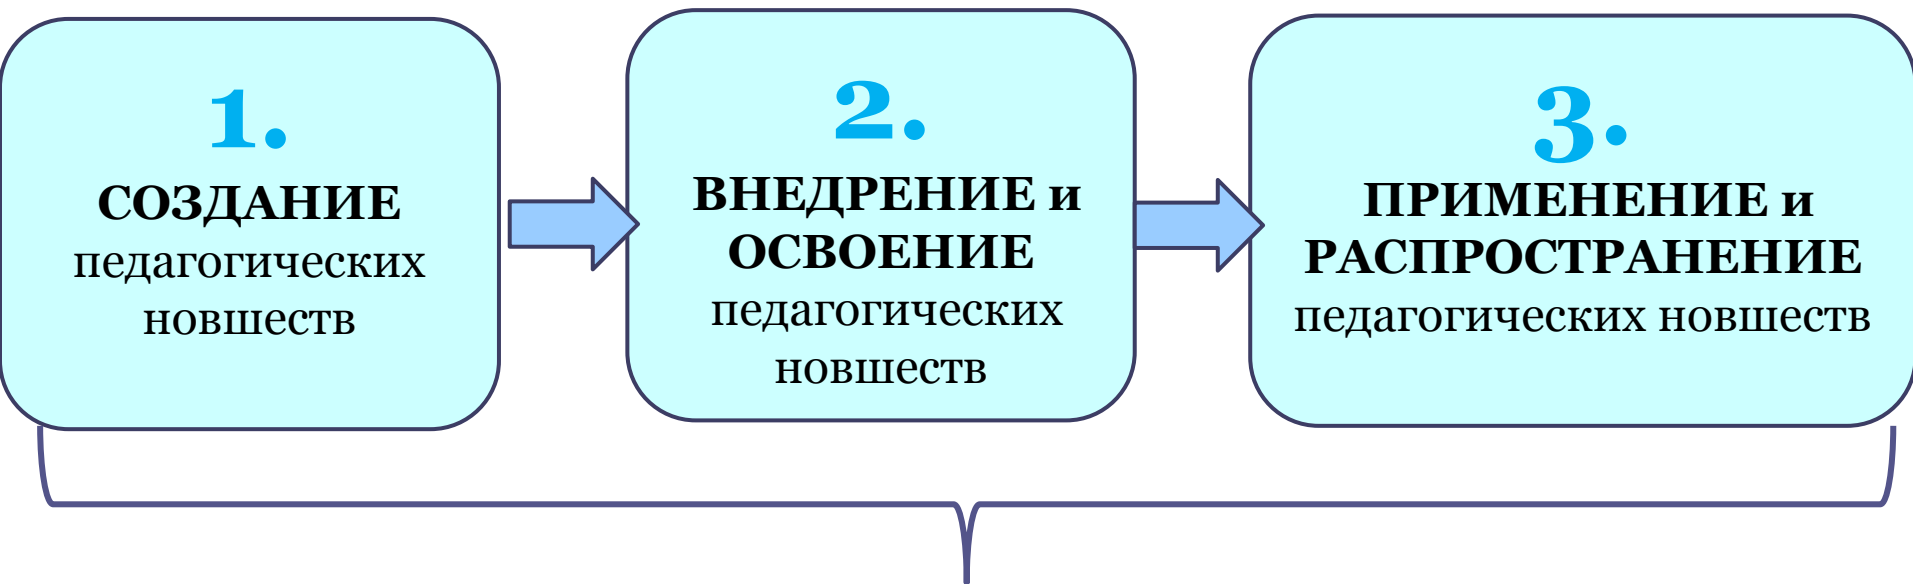 1.
СОЗДАНИЕ
педагогических
новшеств
2.
ВНЕДРЕНИЕ и
ОСВОЕНИЕ
педагогических
новшеств
3.
ПРИМЕНЕНИЕ и
РАСПРОСТРАНЕНИЕ
педагогических новшеств